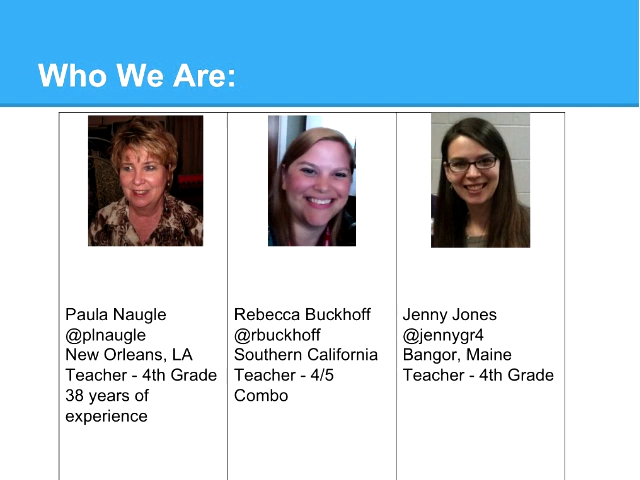 Who We Are:
Paula Naugle
@plnaugle
New Orleans, LA
Teacher - 4th Grade
38 years of
experience
Rebecca Buckhoff
@rbuckhoff
Southern California
Teacher - 4/5
Combo
Jenny Jones
@jennygr4
Bangor, Maine
Teacher - 4th Grade